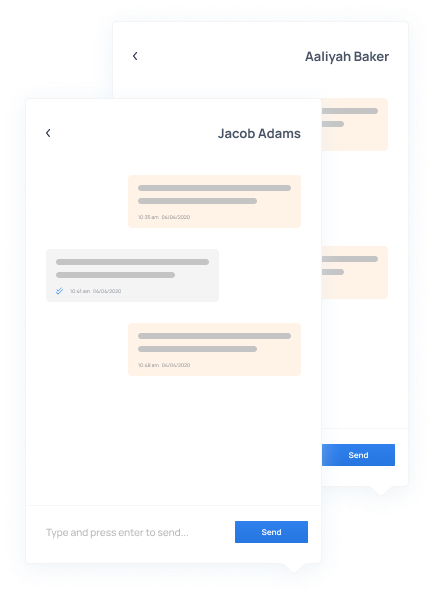 Aaliyah Baker
Jacob Adams
10:35 am 04/04/2020
10:41 am 04/04/2020
10:48 am 04/04/2020
Send
Type and press enter to send...
Send